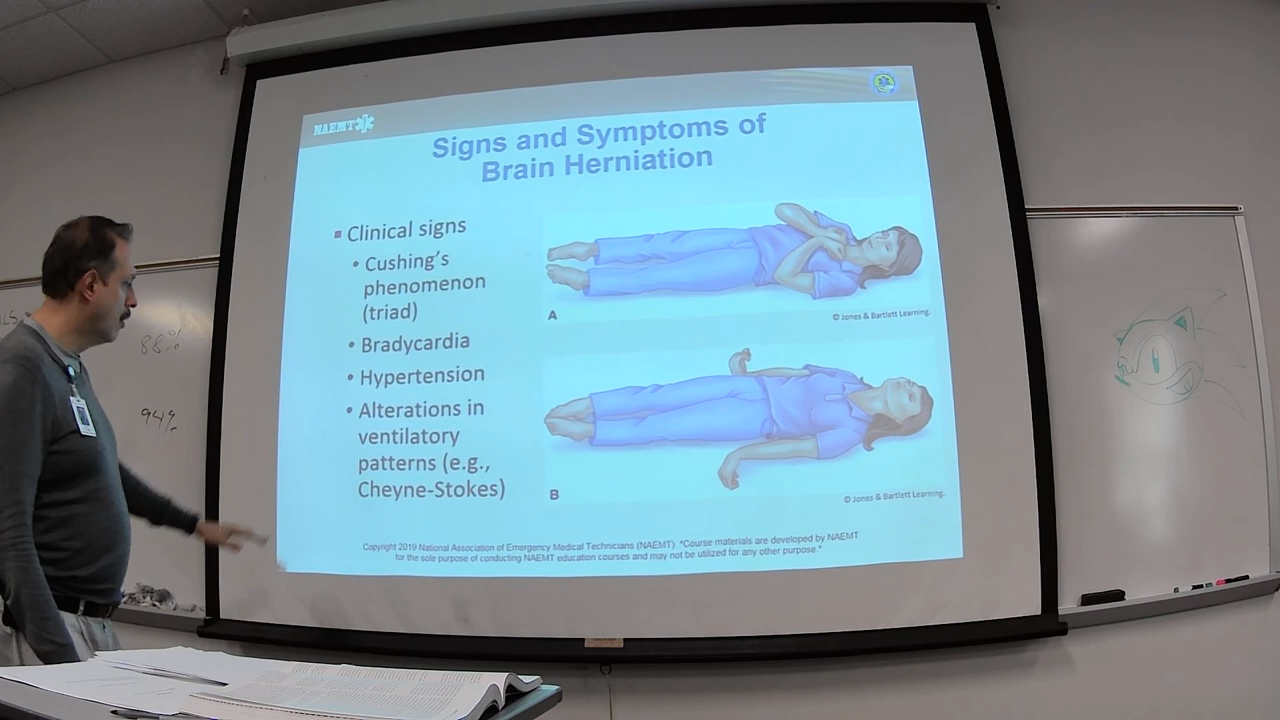 NAEMT
Signs and Symptoms of
Brain Herniation
Clinical signs
• Cushing's
phenomenon
(triad)
• Bradycardia
• Hypertension
• Alterations in
ventilatory
patterns (e.g.,
Cheyne-Stokes)
A
© Jones & Bartlett Learning.
B
© Jones & Bartlett Learning.
Copyright 2019 National Association of Emergency Medical Technicians (NAEMT) "Course materials are developed by NAEMT
for the sole purpose of conducting NAEMT education courses and may not be utilized for any other purpose."
88%
94%